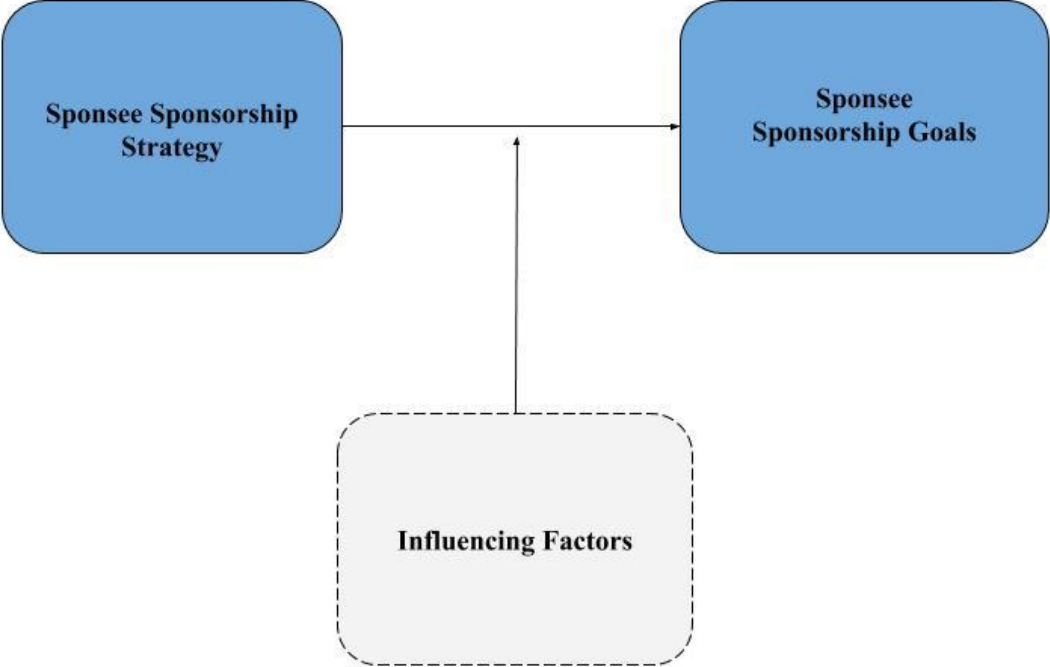 Sponsee Sponsorship
Strategy
Sponsee
Sponsorship Goals
Influencing Factors